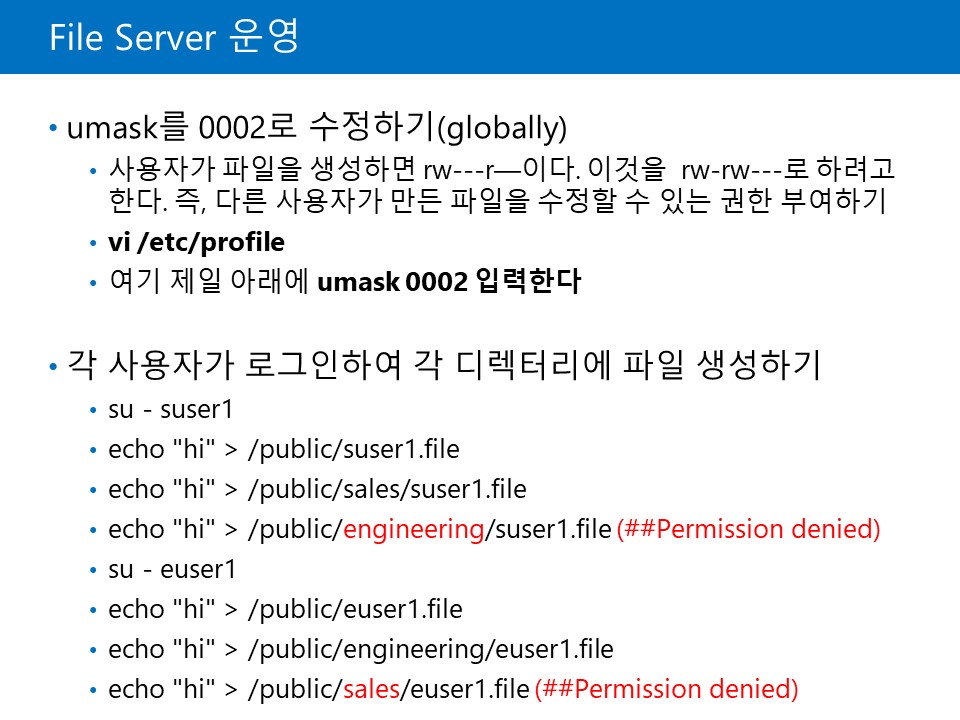 File Server 운영
• umask를 0002로 수정하기(globally)
• 사용자가 파일을 생성하면 rw---r—이다. 이것을 rw-rw---로 하려고
한다. 즉, 다른 사용자가 만든 파일을 수정할 수 있는 권한 부여하기
• vi /etc/profile
• 여기 제일 아래에 umask 0002 입력한다
• 각 사용자가 로그인하여 각 디렉터리에 파일 생성하기
• su - suser1
• echo "hi" > /public/suser1.file
• echo "hi" > /public/sales/suser1.file
• echo "hi" > /public/engineering/suser1.file (##Permission denied)
• su - euser1
• echo "hi" > /public/euser1.file
• echo "hi" > /public/engineering/euser1.file
• echo "hi" > /public/sales/euser1.file (##Permission denied)